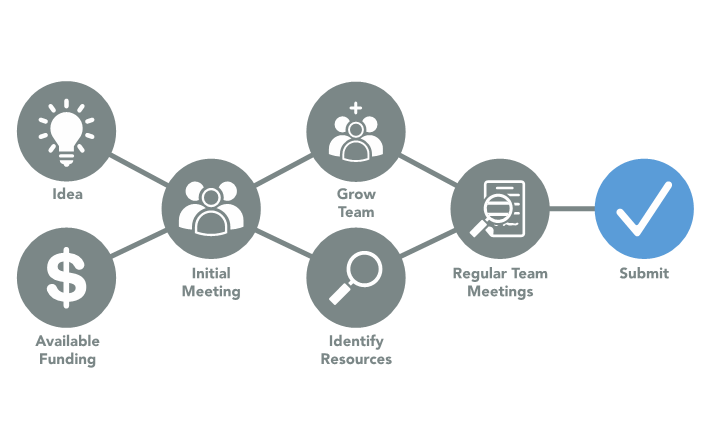 Idea
Available
Funding
Initial
Meeting
Grow
Team
Identify
Resources
Regular Team
Meetings
Submit